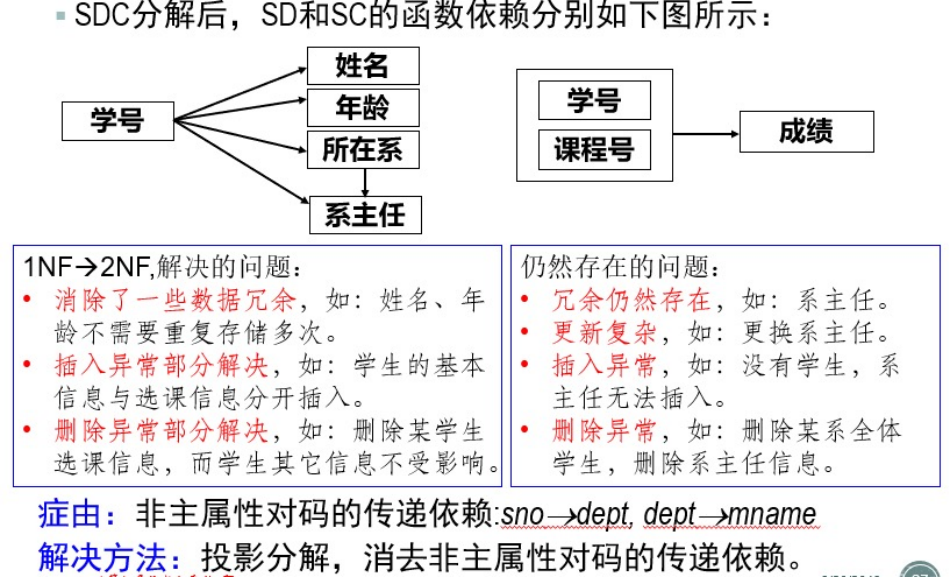 ▪ SDC分解后，SD和SC的函数依赖分别如下图所示：
学号
姓名
年龄
所在系
系主任
学号
课程号
成绩
1NF→2NF,解决的问题：
• 消除了一些数据冗余，如：姓名、年
龄不需要重复存储多次。
• 插入异常部分解决，如：学生的基本
信息与选课信息分开插入。
• 删除异常部分解决，如：删除某学生
选课信息，而学生其它信息不受影响。
仍然存在的问题：
• 冗余仍然存在，如：系主任。
• 更新复杂，如：更换系主任。
• 插入异常，如：没有学生，系
主任无法插入。
• 删除异常，如：删除某系全体
学生，删除系主任信息。
症由：非主属性对码的传递依赖:sno→dept, dept→mname
解决方法：投影分解，消去非主属性对码的传递依赖。